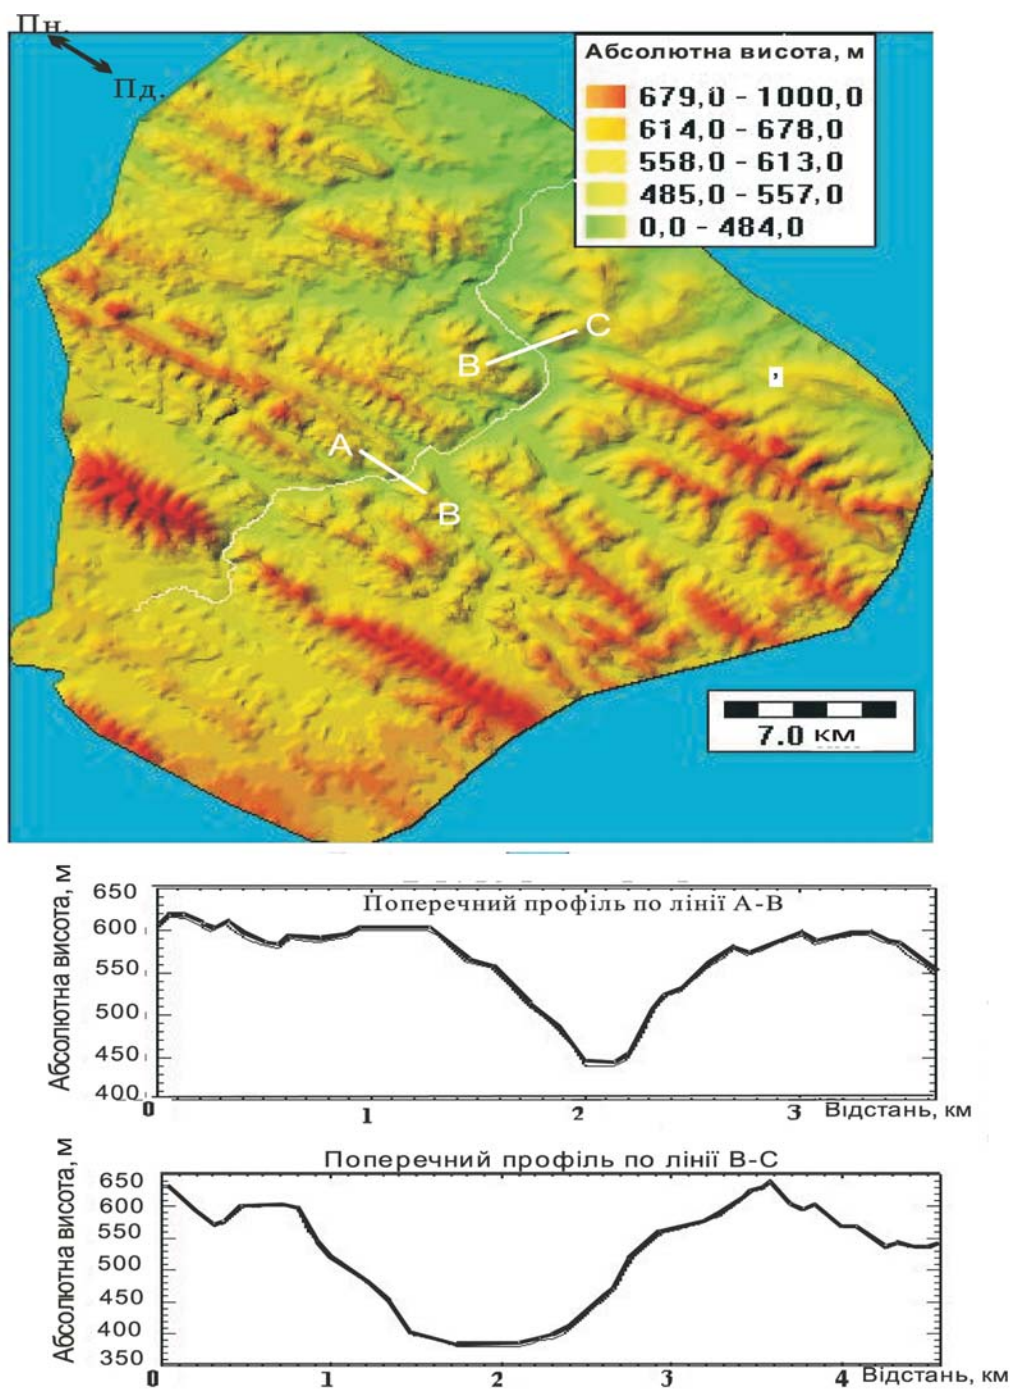 Пн.
Пд.
Абсолютна висота, м
679,0 - 1000,0
614,0 - 678,0
558,0 - 613,0
485,0 - 557,0
0,0 - 484,0
B C
,
A
B
7.0 км
Абсолютна висота, м
Поперечний профіль по лінії А-В
650
600
550
500
450
400
0 1 2 3 Відстань, км
Абсолютна висота, м
Поперечний профіль по лінії В-С
650
600
550
500
450
400
350
0 1 2 3 4 Відстань, км